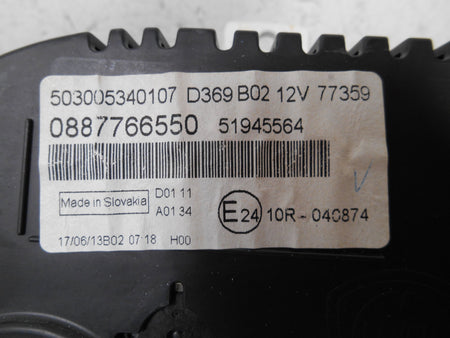 503005340107 D369 B02 12V 77359
0887766550 51945564
Made in Slovakia D01 11
A01 34
E24 10R-040874
17/06/13B02 07:18 H00